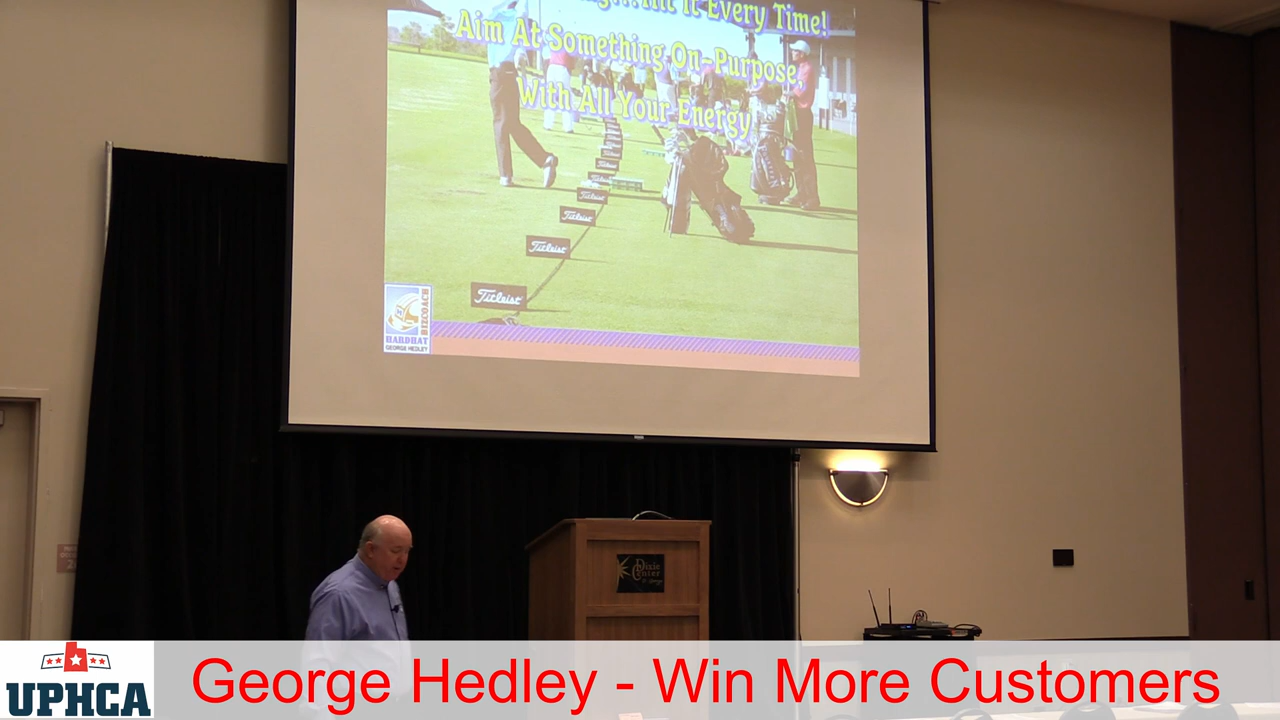 It Every Time!
Aim At Something On-Purpose,
With All Your Energy
Titleist
Titleist
Titleist
Titleist
HARDHAT
BIZCOACH
GEORGE HEDLEY
Dixie
Center
UPHCA
George Hedley - Win More Customers